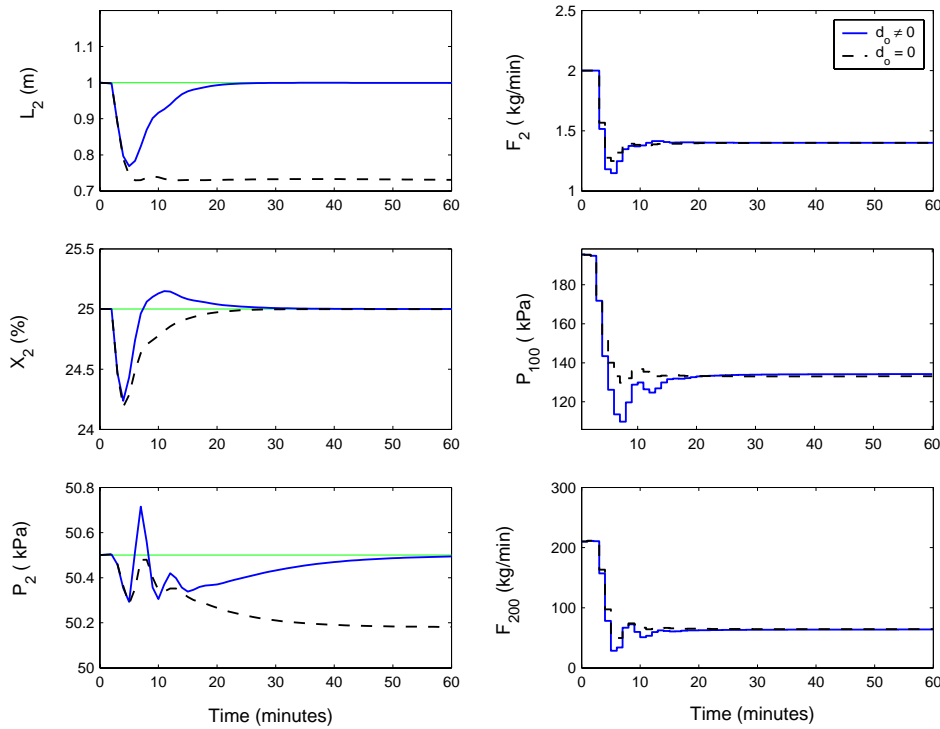 L2 (m)
1.1
1
0.9
0.8
0.7
0 10 20 30 40 50 60
F2 ( kg/min)
2.5
2
1.5
1
0 10 20 30 40 50 60
do ≠ 0
do = 0
X2 (%)
25.5
25
24.5
24
0 10 20 30 40 50 60
P100 ( kPa)
180
160
140
120
0 10 20 30 40 50 60
P2 ( kPa)
50.8
50.6
50.4
50.2
50
0 10 20 30 40 50 60
Time (minutes)
F200 (kg/min)
300
200
100
0
0 10 20 30 40 50 60
Time (minutes)